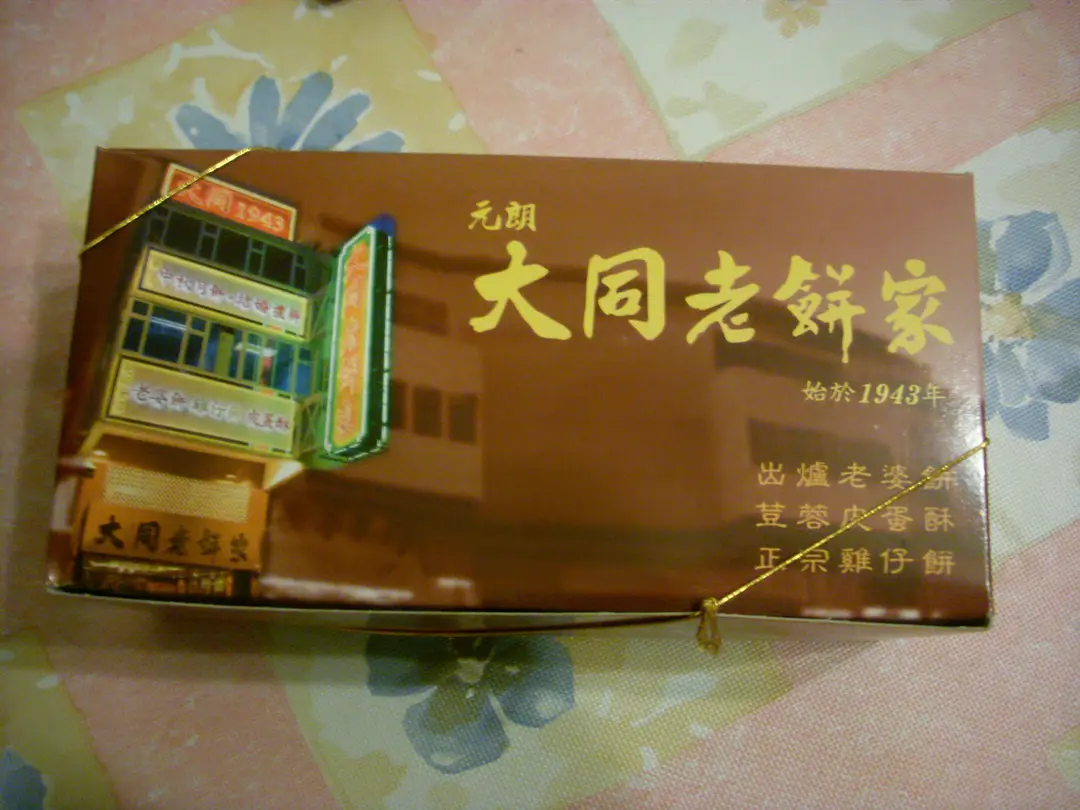 大同1943
大同老餅家
元朗
大同老餅家
始於1943年
出爐老婆餅
荳蓉皮蛋酥
正宗雞仔餅